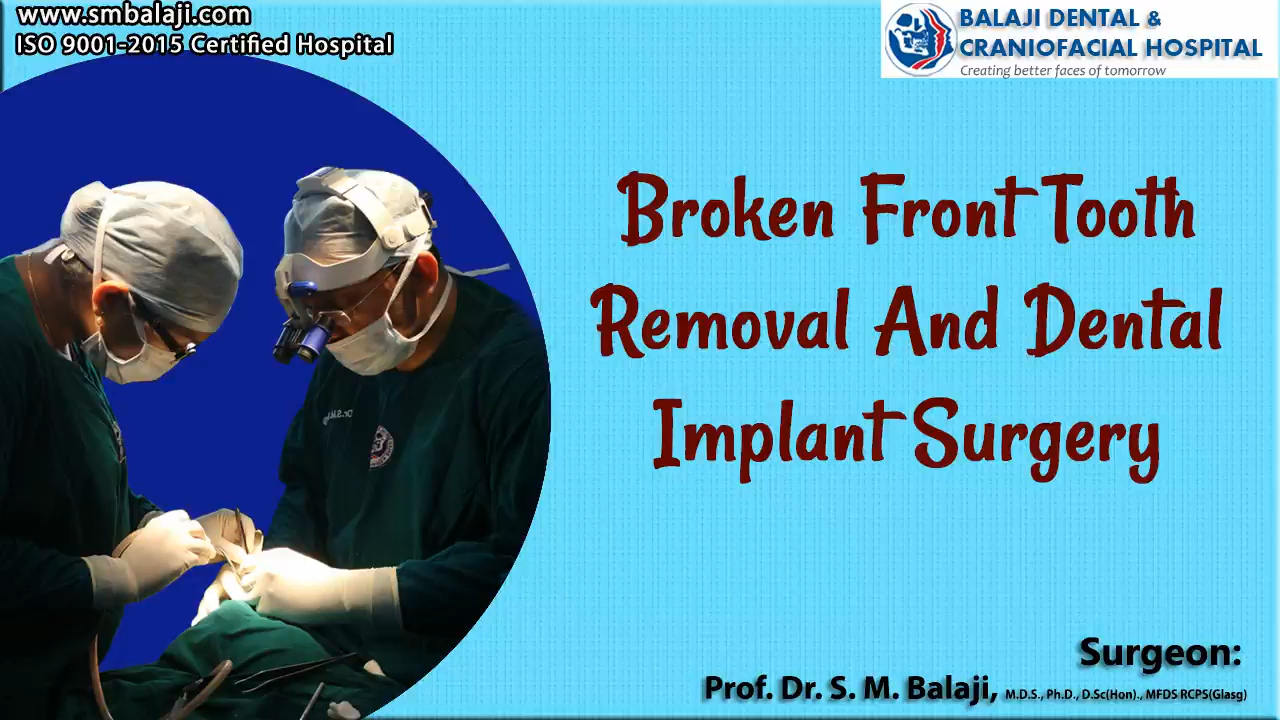 www.smbalaji.com
ISO 9001-2015 Certified Hospital
BALAJI DENTAL &
CRANIOFACIAL HOSPITAL
Creating better faces of tomorrow
Broken Front Tooth
Removal And Dental
Implant Surgery
Surgeon:
Prof. Dr. S. M. Balaji, M.D.S., Ph.D., D.Sc(Hon)., MFDS RCPS(Glasg)